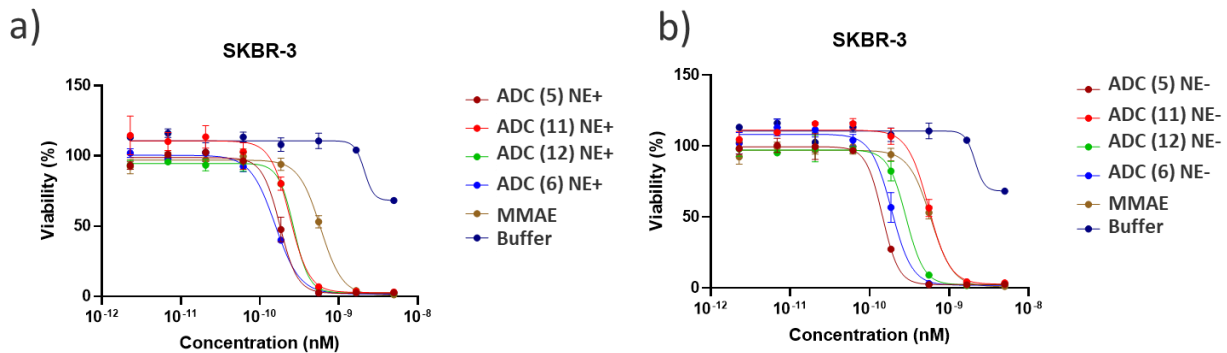 a)
SKBR-3
Viability (%)
150
100
50
0
10⁻¹²
10⁻¹¹
10⁻¹⁰
10⁻⁹
10⁻⁸
Concentration (nM)
ADC (5) NE+
ADC (11) NE+
ADC (12) NE+
ADC (6) NE+
MMAE
Buffer
b)
SKBR-3
Viability (%)
150
100
50
0
10⁻¹²
10⁻¹¹
10⁻¹⁰
10⁻⁹
10⁻⁸
Concentration (nM)
ADC (5) NE-
ADC (11) NE-
ADC (12) NE-
ADC (6) NE-
MMAE
Buffer